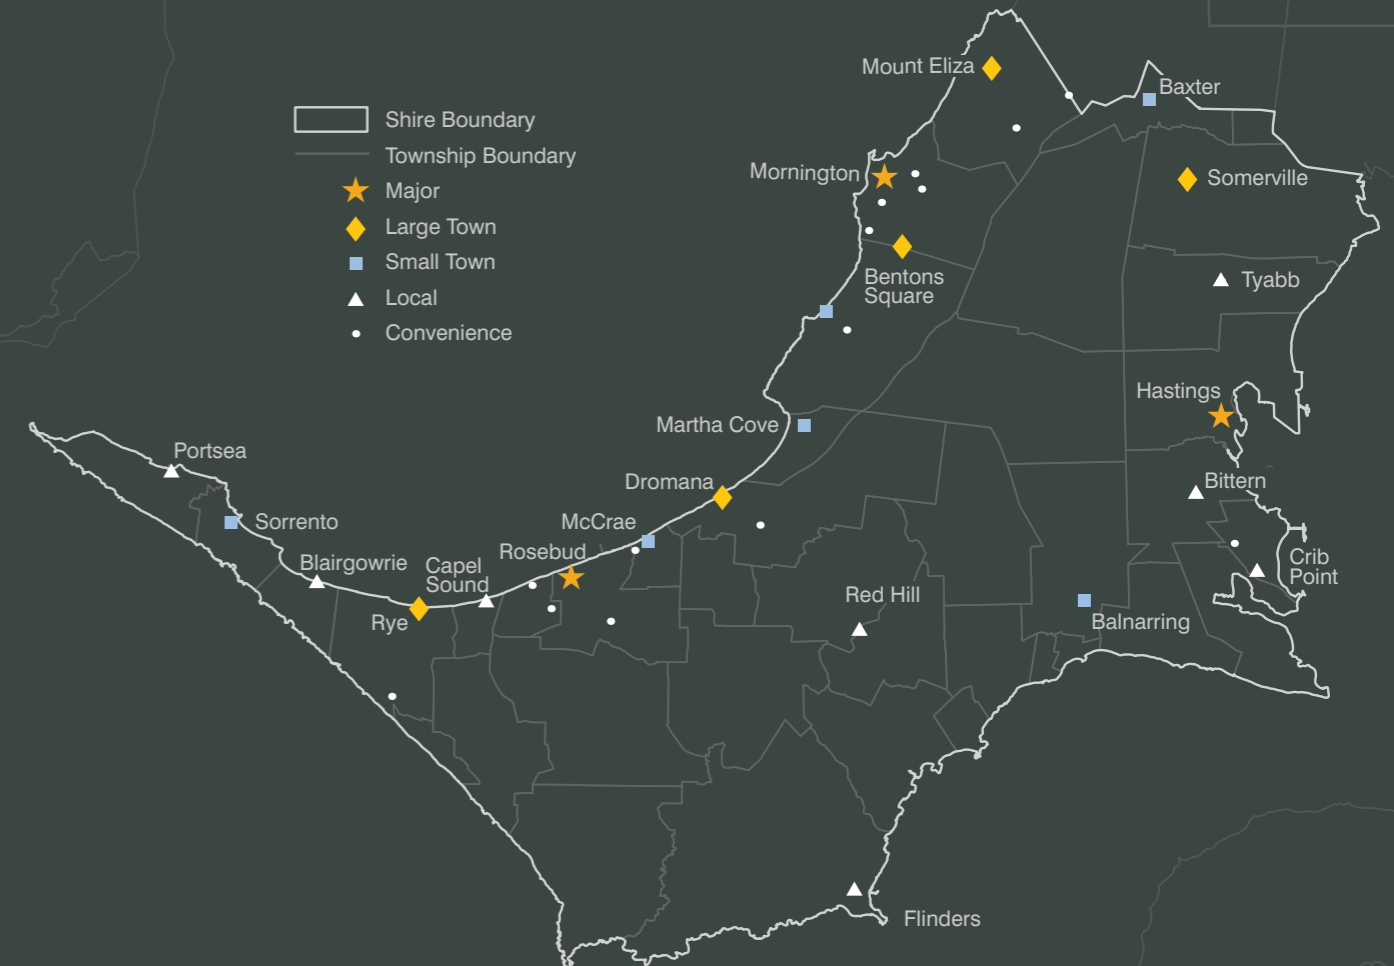 Shire Boundary
Township Boundary
Major
Large Town
Small Town
Local
Convenience
Mount Eliza
Baxter
Mornington
Somerville
Bentons
Square
Tyabb
Hastings
Martha Cove
Portsea
Dromana
Bittern
Sorrento
McCrae
Rosebud
Blairgowrie
Capel
Sound
Crib
Point
Red Hill
Rye
Balnarring
Flinders